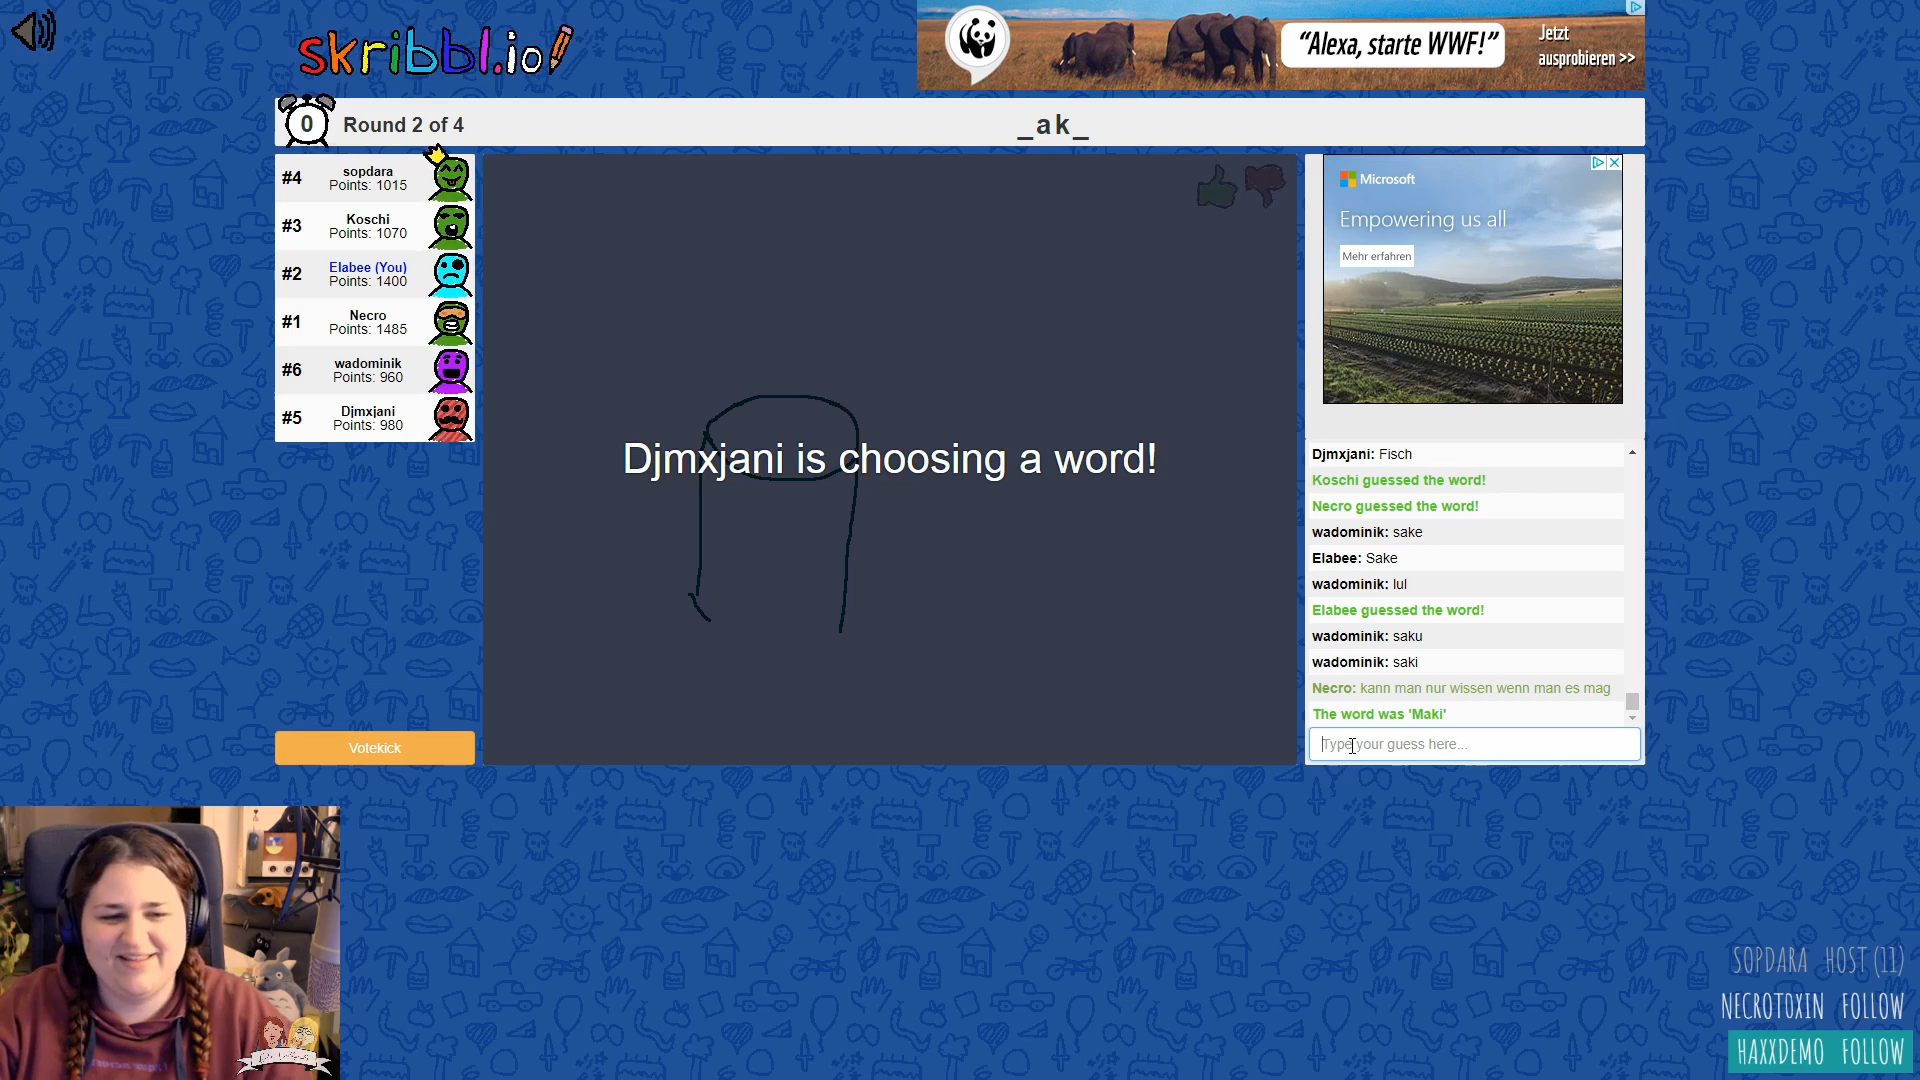 skribbl.io
"Alexa, starte WWF!"
Jetzt
ausprobieren >>
0
Round 2 of 4
_ak_
#4
sopdara
Points: 1015
#3
Koschi
Points: 1070
#2
Elabee (You)
Points: 1400
#1
Necro
Points: 1485
#6
wadominik
Points: 960
#5
Djmxjani
Points: 980
Votekick
Djmxjani is choosing a word!
Microsoft
Empowering us all
Mehr erfahren
Djmxjani: Fisch
Koschi guessed the word!
Necro guessed the word!
wadominik: sake
Elabee: Sake
wadominik: lul
Elabee guessed the word!
wadominik: saku
wadominik: saki
Necro: kann man nur wissen wenn man es mag
The word was 'Maki'
Type your guess here...
SOPDARA HOST (11)
NECROTOXIN FOLLOW
HAXXDEMO FOLLOW